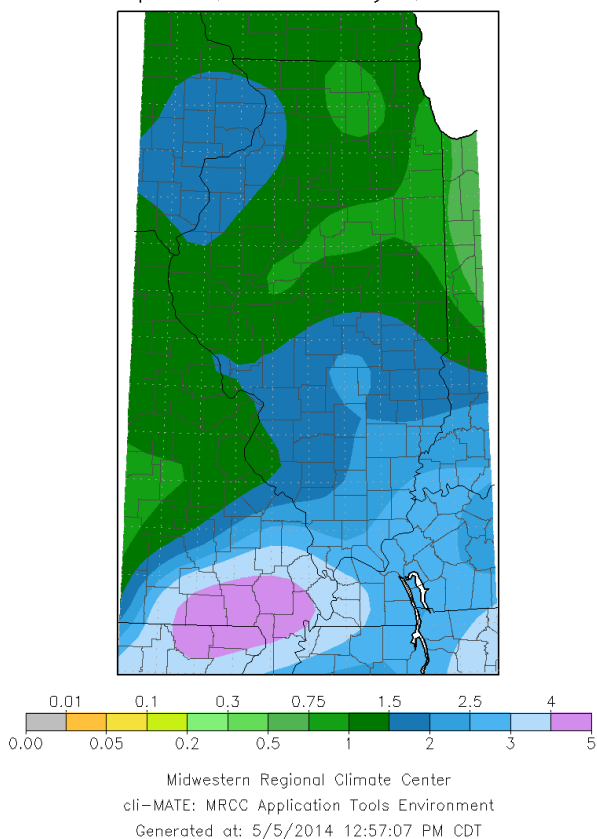 0.01 0.1 0.3 0.75 1.5 2.5 4
0.00 0.05 0.2 0.5 1 2 3 5
Midwestern Regional Climate Center
cli-MATE: MRCC Application Tools Environment
Generated at: 5/5/2014 12:57:07 PM CDT